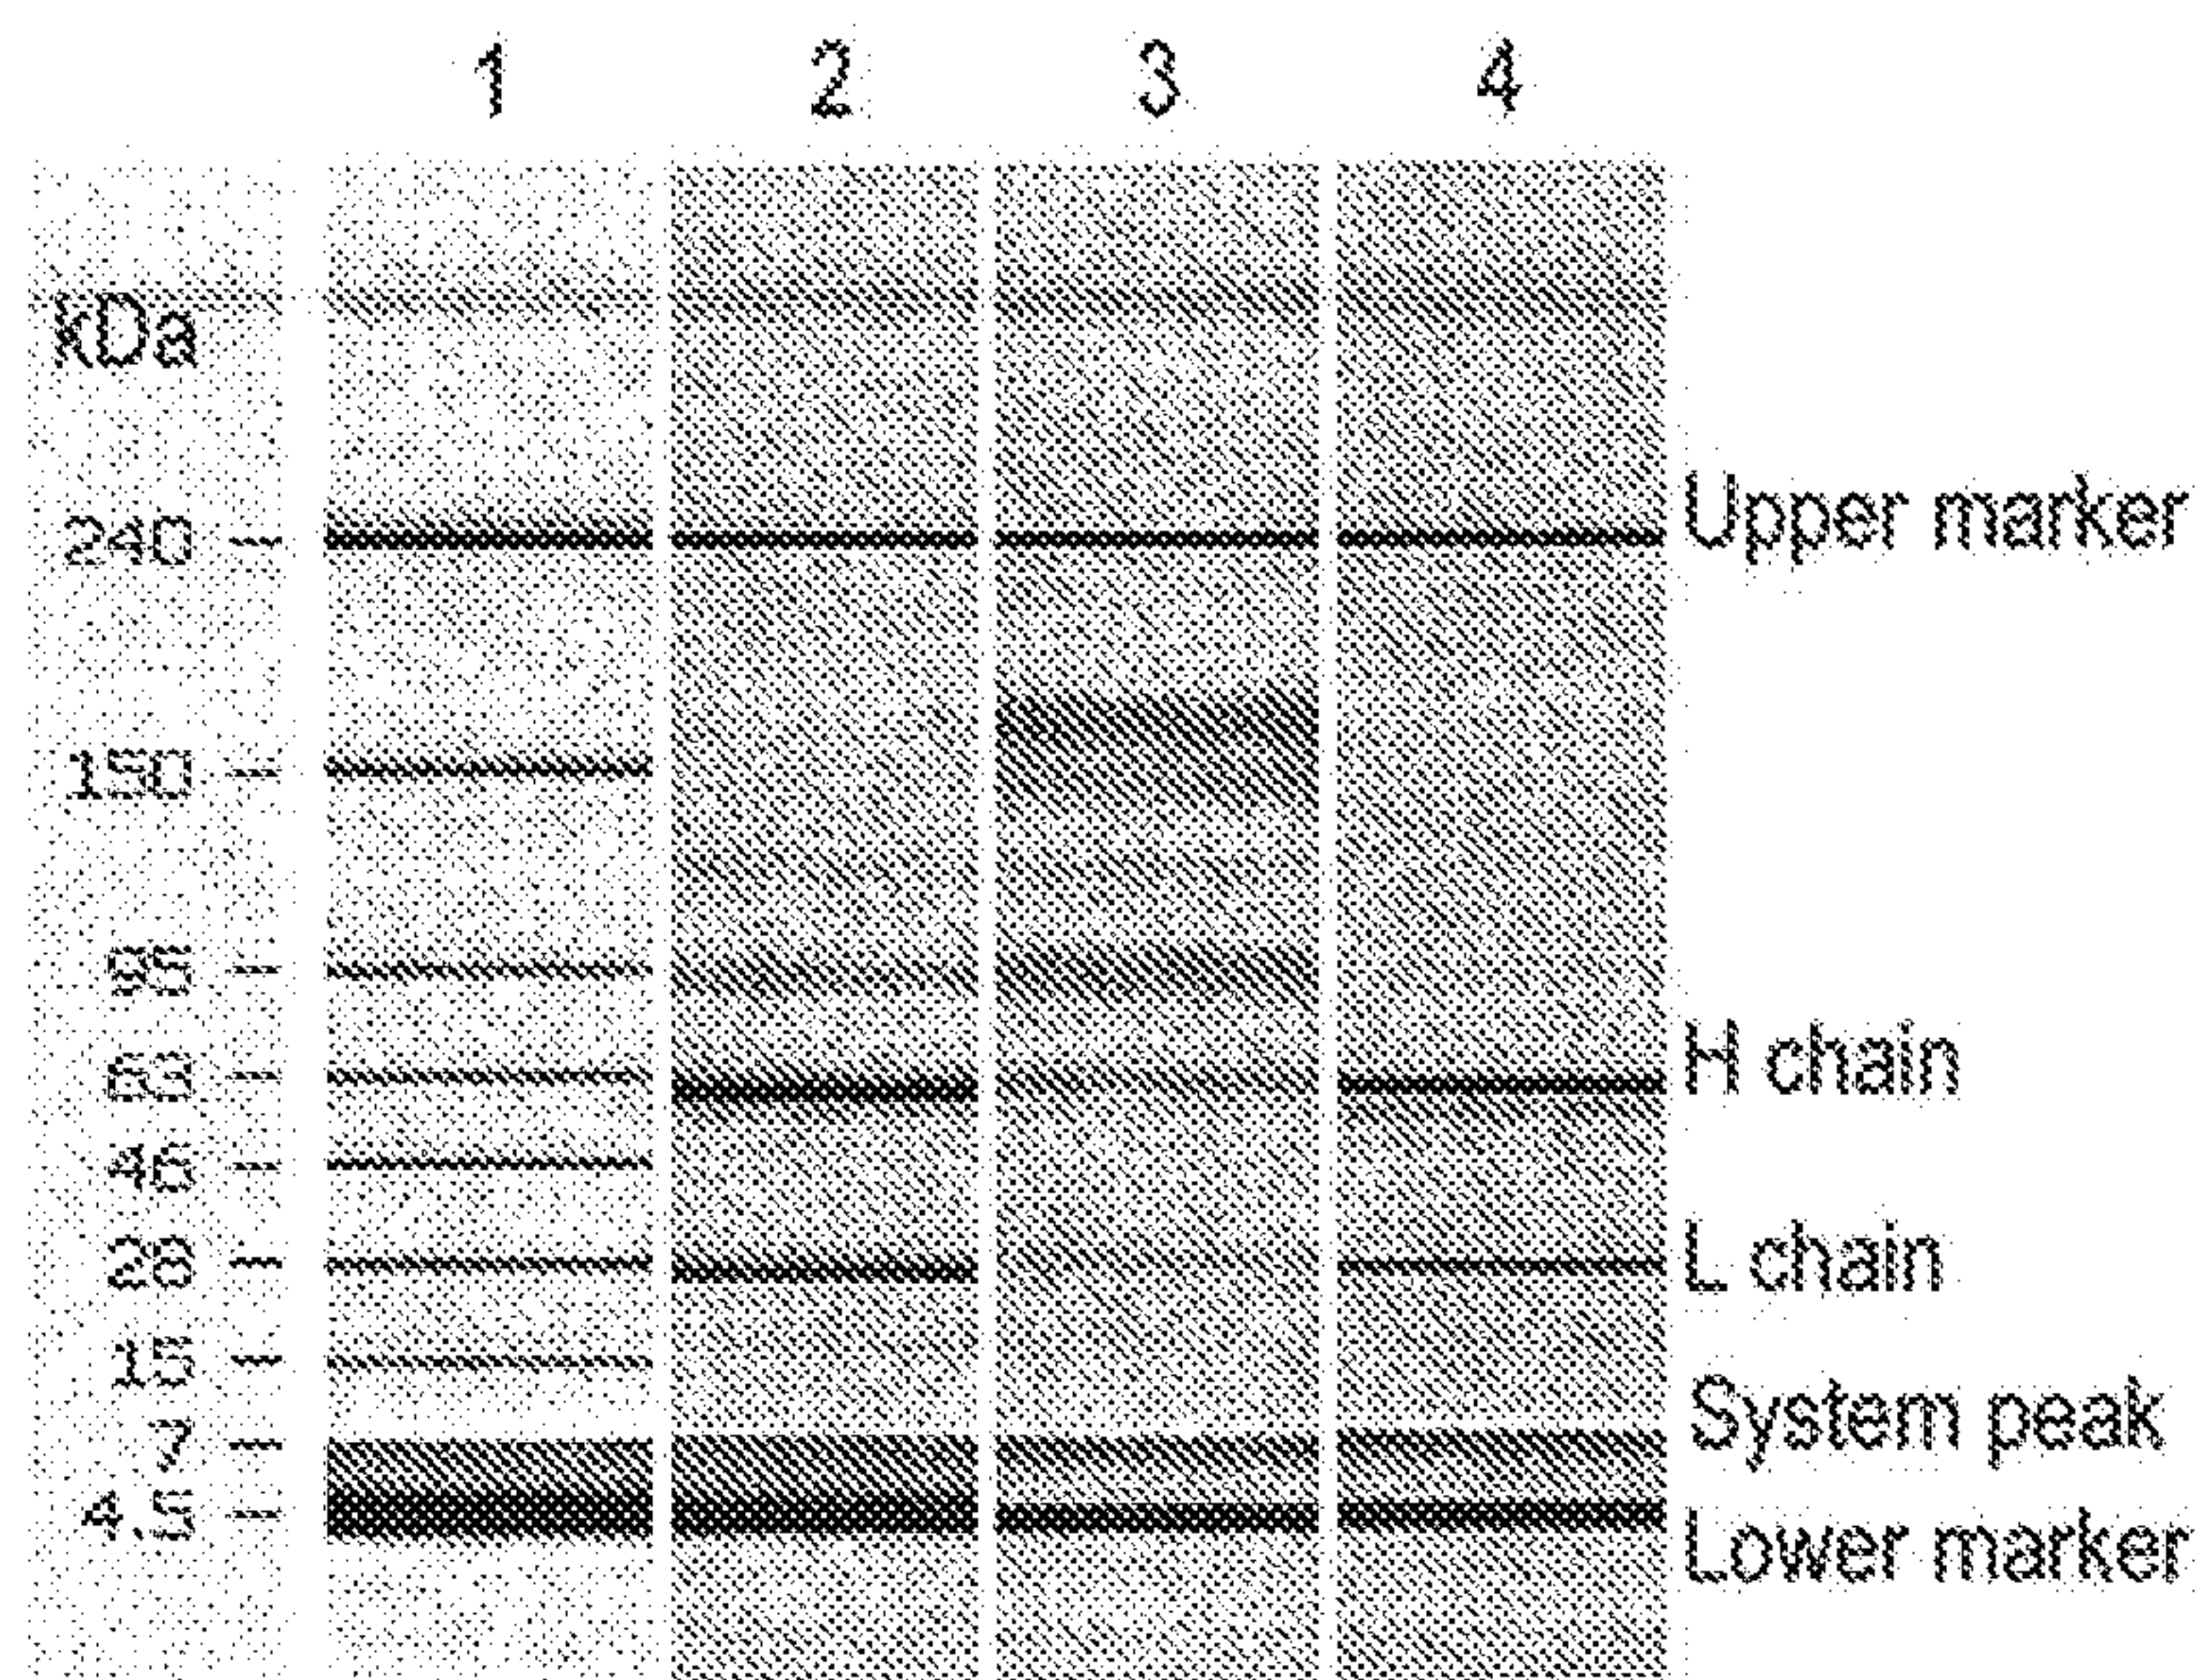 1 2 3 4
kDa
240 Upper marker
150
95
63 H chain
46
28 L chain
15
7 System peak
4.5 Lower marker